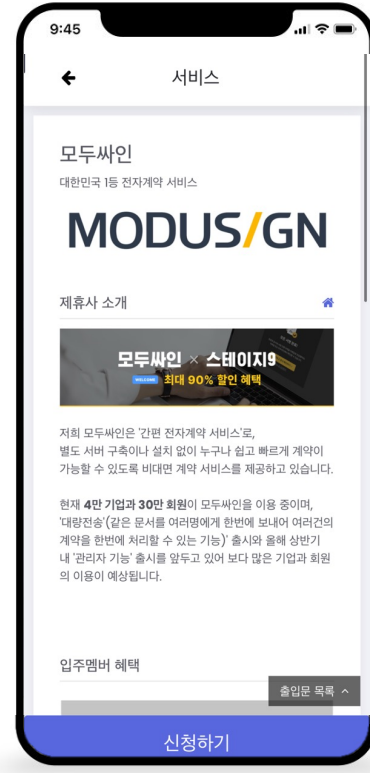 9:45
서비스
모두싸인
대한민국 1등 전자계약 서비스
MODUS/GN
제휴사 소개
모두싸인 × 스테이지9
WELCOME 최대 90% 할인 혜택
저희 모두싸인은 '간편 전자계약 서비스'로,
별도 서버 구축이나 설치 없이 누구나 쉽고 빠르게 계약이
가능할 수 있도록 비대면 계약 서비스를 제공하고 있습니다.
현재 4만 기업과 30만 회원이 모두싸인을 이용 중이며,
'대량전송'(같은 문서를 여러명에게 한번에 보내어 여러건의
계약을 한번에 처리할 수 있는 기능)' 출시와 올해 상반기
내 '관리자 기능' 출시를 앞두고 있어 보다 많은 기업과 회원
의 이용이 예상됩니다.
입주멤버 혜택
출입문 목록 ^
신청하기